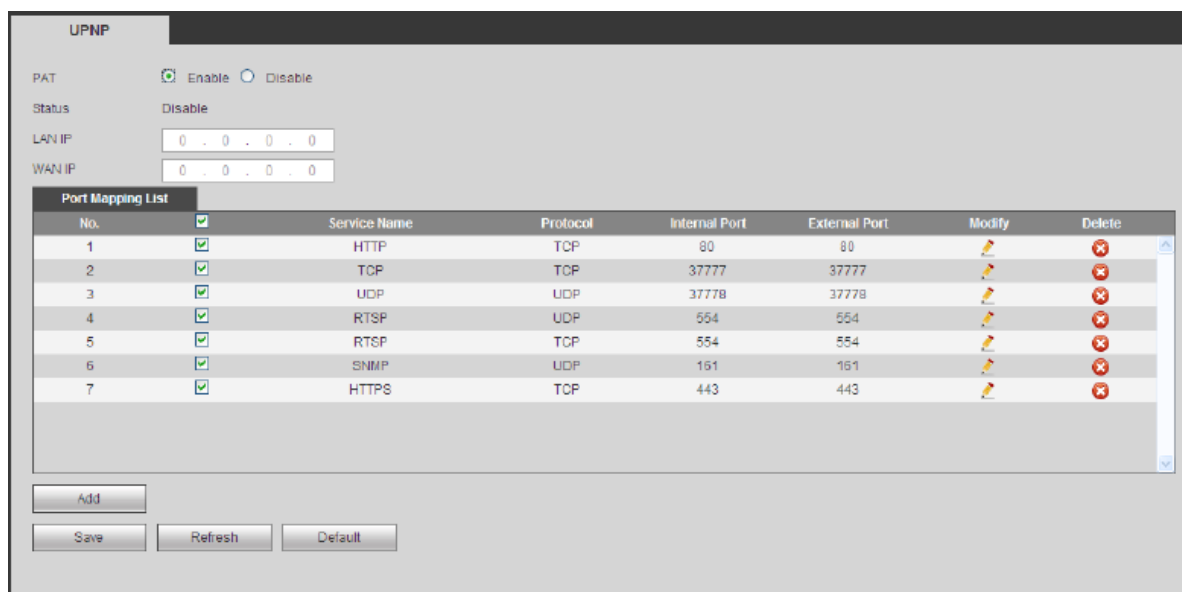 UPNP
PAT Enable Disable
Status Disable
LAN IP 0 . 0 . 0 . 0
WAN IP 0 . 0 . 0 . 0
Port Mapping List
No. Service Name Protocol Internal Port External Port Modify Delete
1 HTTP TCP 80 80
2 TCP TCP 37777 37777
3 UDP UDP 37778 37778
4 RTSP UDP 554 554
5 RTSP TCP 554 554
6 SNMP UDP 161 161
7 HTTPS TCP 443 443
Add
Save Refresh Default